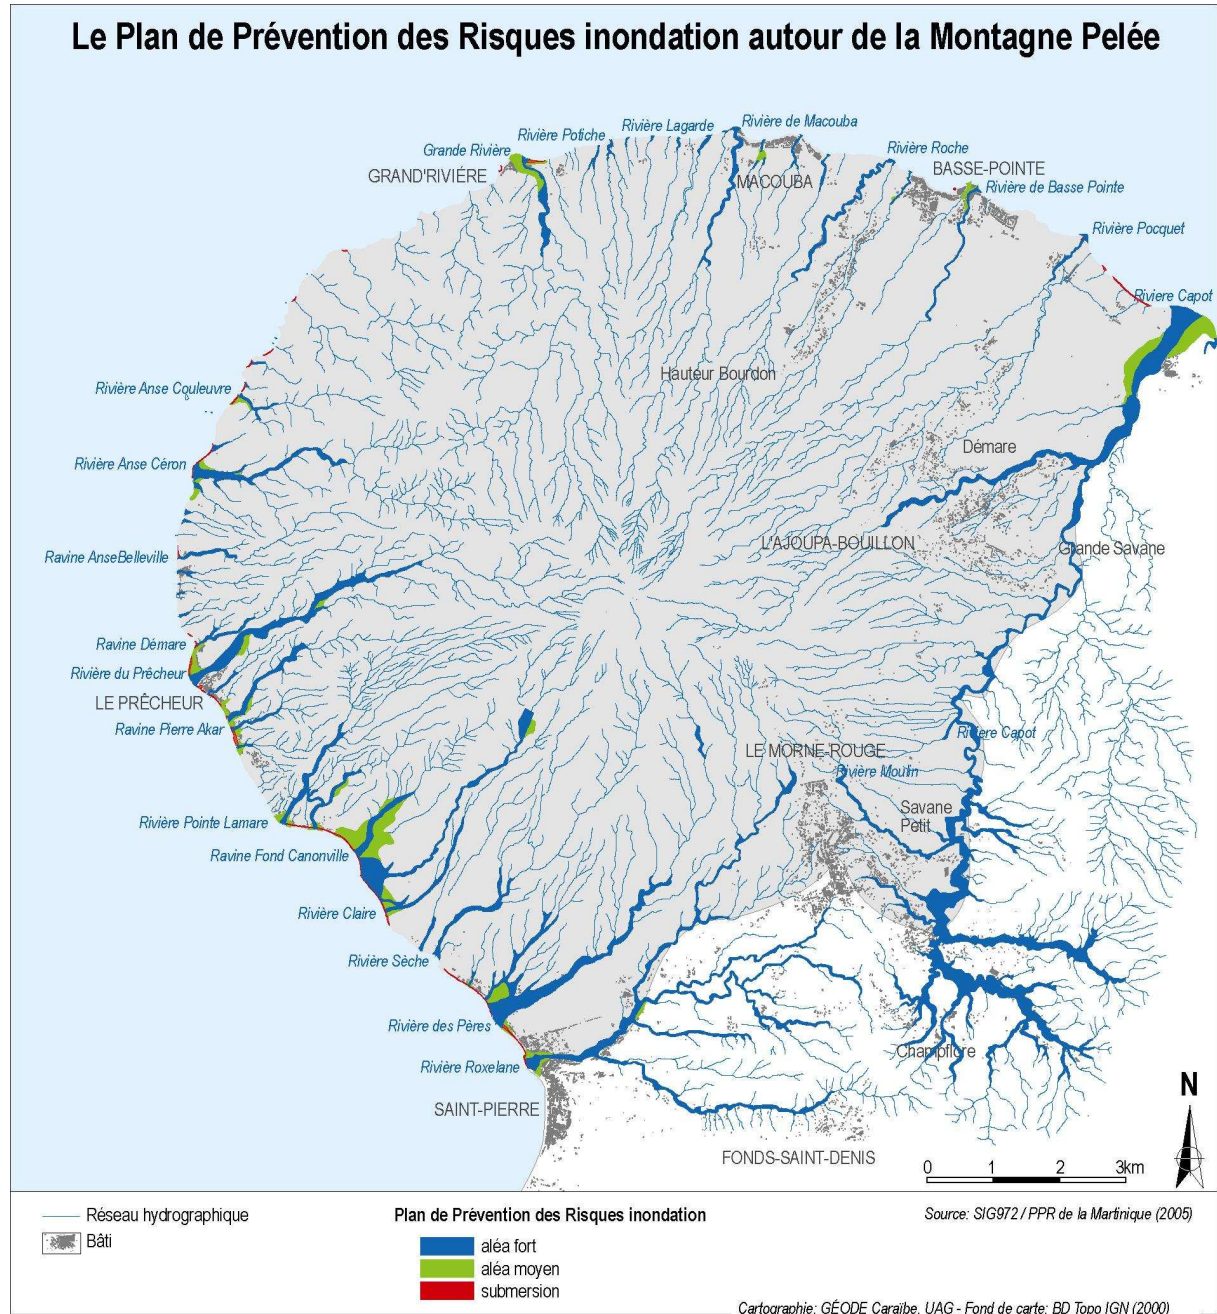 Le Plan de Prévention des Risques inondation autour de la Montagne Pelée
Rivière Potiche
Rivière Lagarde
Rivière de Macouba
Grande Rivière
Rivière Roche
GRAND'RIVIÉRE
MACOUBA
BASSE-POINTE
Rivière de Basse Pointe
Rivière Pocquet
Riviere Capot
Hauteur Bourdon
Rivière Anse Couleuvre
Démare
Rivière Anse Céron
L'AJOUPA-BOUILLON
Grande Savane
Ravine AnseBelleville
Ravine Démare
Rivière du Prêcheur
LE PRÊCHEUR
Ravine Pierre Akar
Riviere Capot
LE MORNE-ROUGE
Rivière Moulin
Savane
Petit
Rivière Pointe Lamare
Ravine Fond Canonville
Rivière Claire
Rivière Sèche
Rivière des Pères
Champflore
Rivière Roxelane
SAINT-PIERRE
FONDS-SAINT-DENIS
N
0 1 2 3km
Réseau hydrographique
Bâti
Plan de Prévention des Risques inondation
aléa fort
aléa moyen
submersion
Source: SIG972 / PPR de la Martinique (2005)
Cartographie: GÉODE Caraïbe, UAG - Fond de carte: BD Topo IGN (2000)